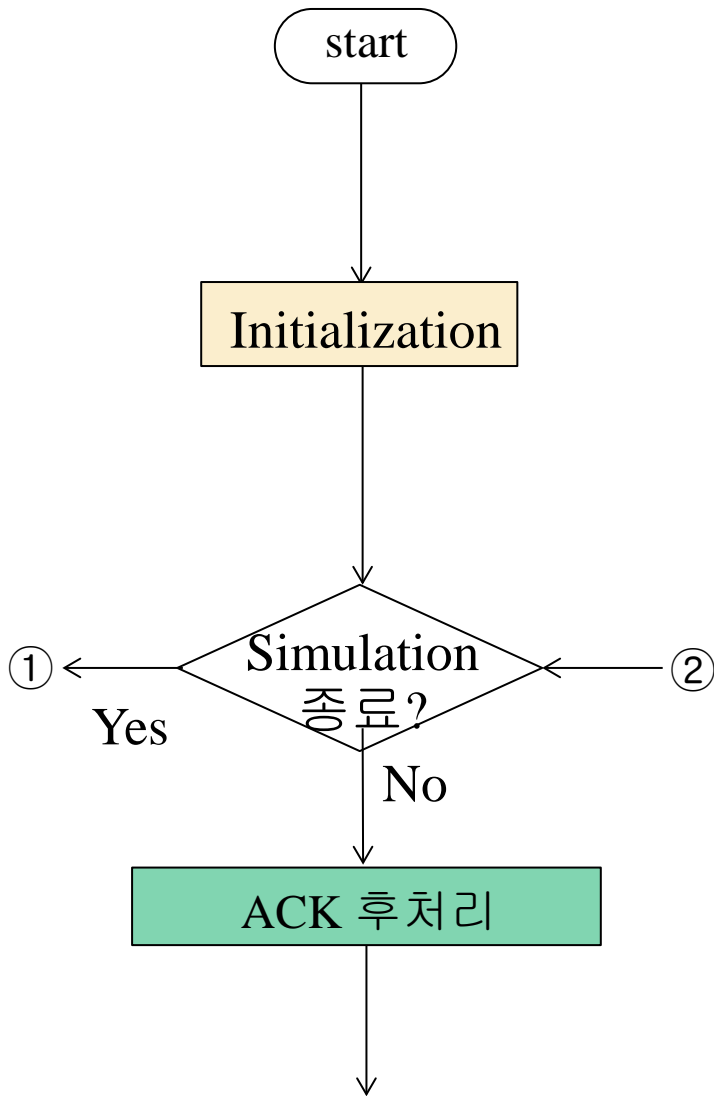 start
Initialization
Simulation
종료?
①
②
Yes
No
ACK 후처리